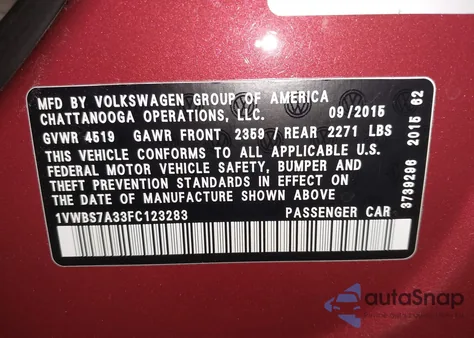 MFD BY VOLKSWAGEN GROUP OF AMERICA
CHATTANOOGA OPERATIONS, LLC. 09/2015
GVWR 4519 GAWR FRONT 2359 / REAR 2271 LBS
THIS VEHICLE CONFORMS TO ALL APPLICABLE U.S.
FEDERAL MOTOR VEHICLE SAFETY, BUMPER AND
THEFT PREVENTION STANDARDS IN EFFECT ON THE
DATE OF MANUFACTURE SHOWN ABOVE.
1VWBS7A33FC123283 PASSENGER CAR
3739296 2015 62
autoSnap